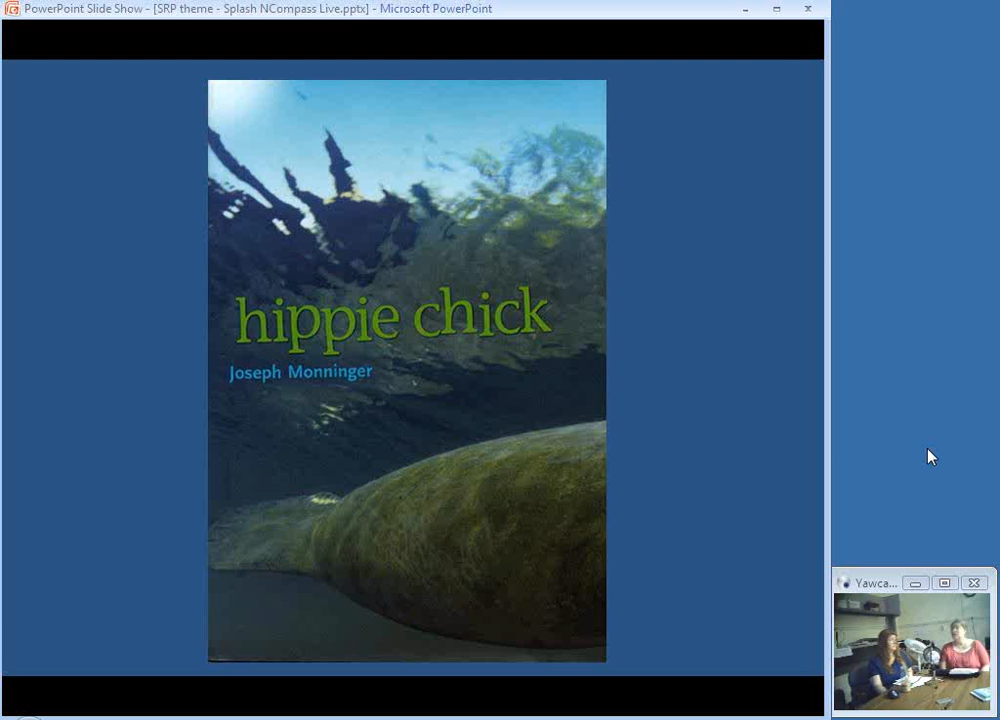 PowerPoint Slide Show - [SRP theme - Splash NCompass Live.pptx] - Microsoft PowerPoint
hippie chick
Joseph Monninger
Yawca...